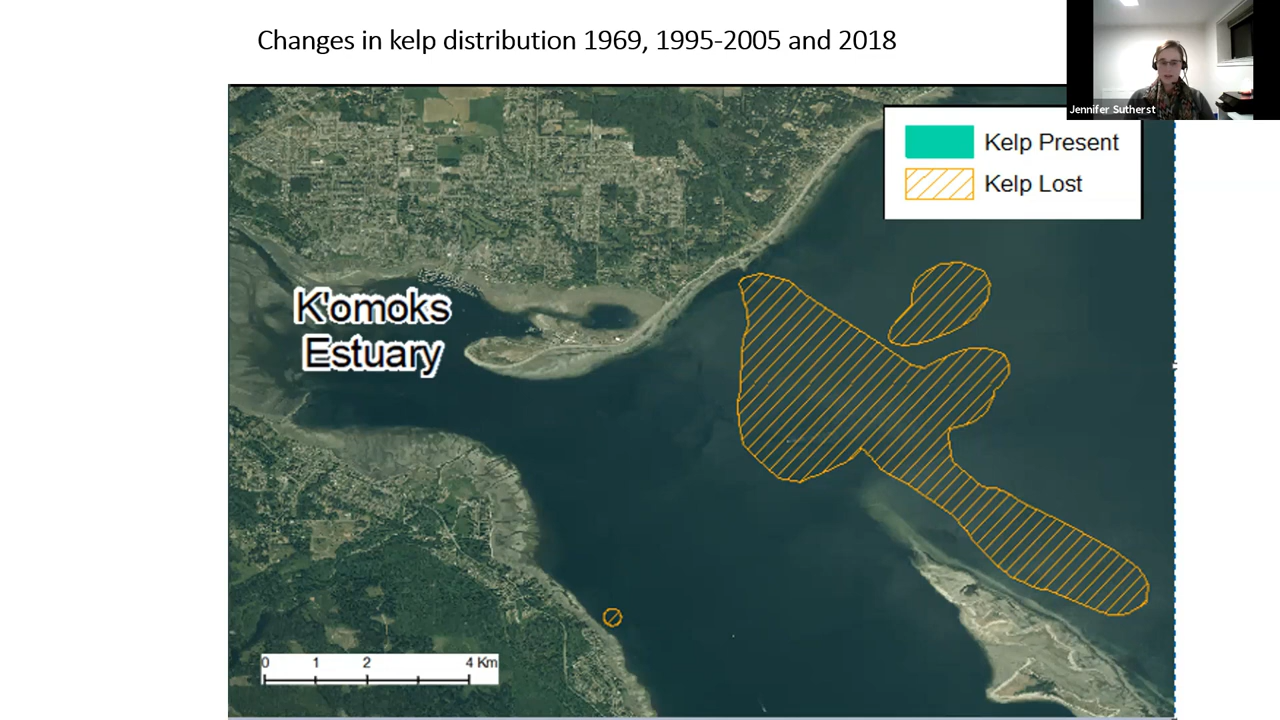 Changes in kelp distribution 1969, 1995-2005 and 2018
Jennifer Sutherst
Kelp Present
Kelp Lost
K'omoks
Estuary
0 1 2 4 Km